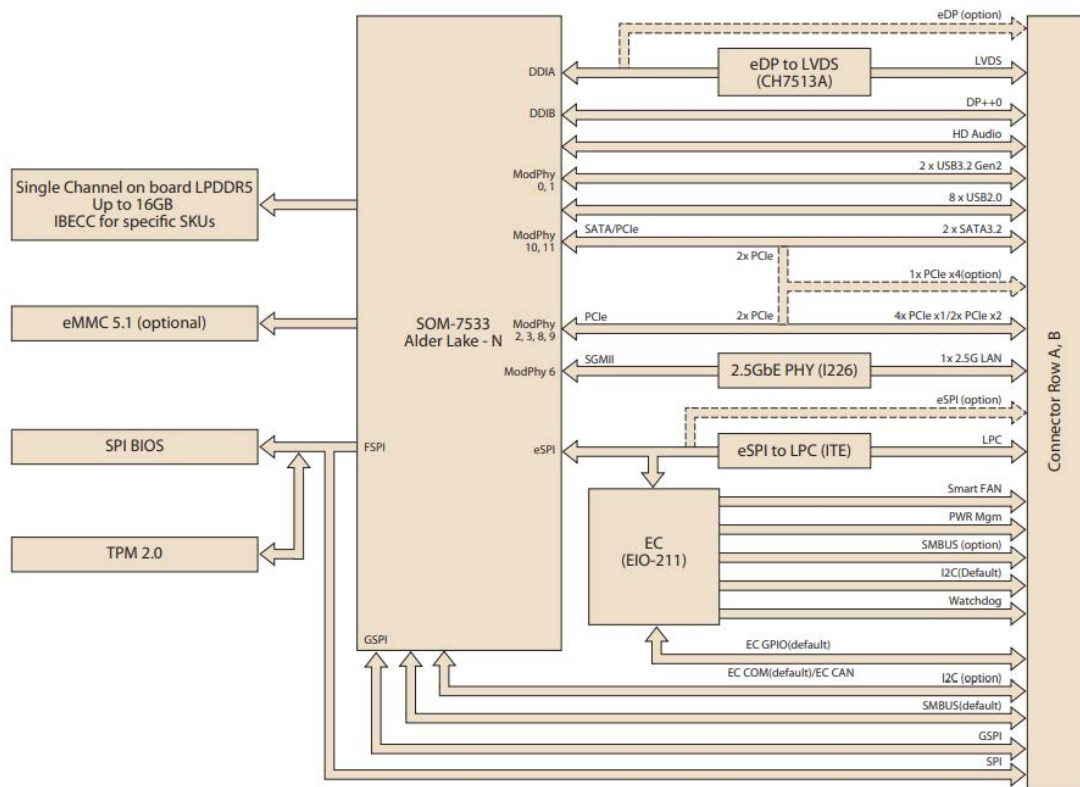 eDP (option)
DDIA
eDP to LVDS
(CH7513A)
LVDS
DDIB
DP++0
HD Audio
Single Channel on board LPDDR5
Up to 16GB
IBECC for specific SKUs
ModPhy
0, 1
2 x USB3.2 Gen2
8 x USB2.0
ModPhy
10, 11
SATA/PCIe
2 x SATA3.2
2x PCIe
1x PCIe x4(option)
eMMC 5.1 (optional)
SOM-7533
Alder Lake - N
ModPhy
2, 3, 8, 9
PCIe
2x PCIe
4x PCIe x1/2x PCIe x2
ModPhy 6
SGMII
2.5GbE PHY (I226)
1x 2.5G LAN
eSPI (option)
SPI BIOS
FSPI
eSPI
eSPI to LPC (ITE)
LPC
Connector Row A, B
TPM 2.0
EC
(EIO-211)
Smart FAN
PWR Mgm
SMBUS (option)
I2C(Default)
Watchdog
GSPI
EC GPIO(default)
EC COM(default)/EC CAN
I2C (option)
SMBUS(default)
GSPI
SPI